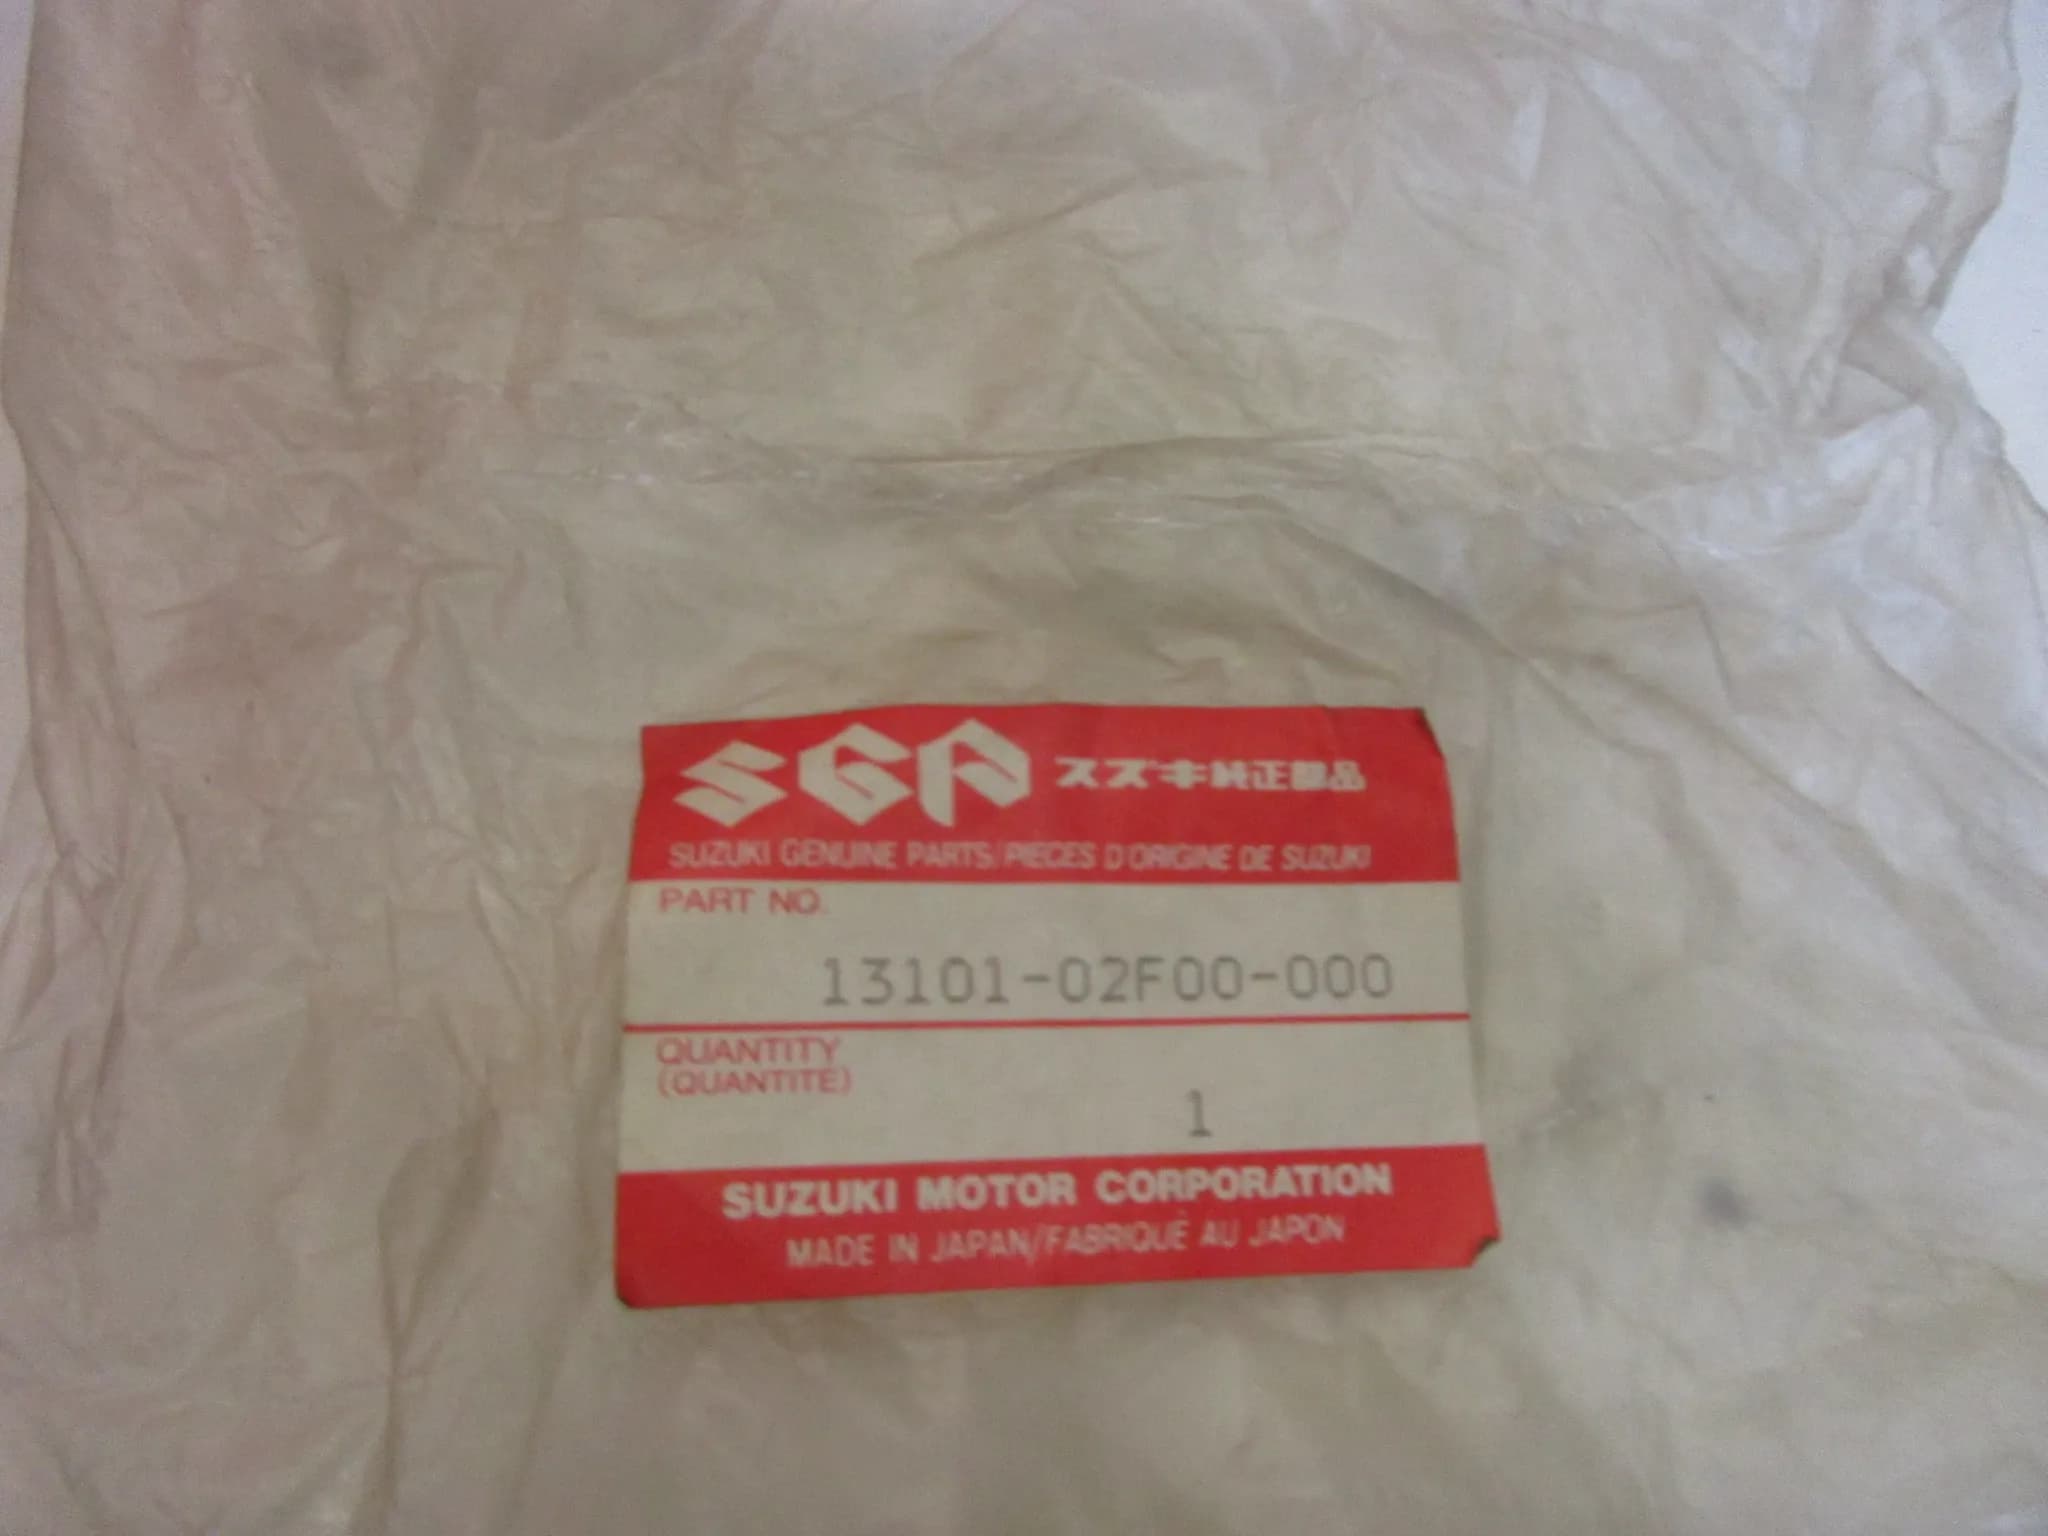 SGP スズキ純正部品
SUZUKI GENUINE PARTS/PIECES D'ORIGINE DE SUZUKI
PART NO.
13101-02F00-000
QUANTITY
(QUANTITÉ)
1
SUZUKI MOTOR CORPORATION
MADE IN JAPAN/FABRIQUÉ AU JAPON